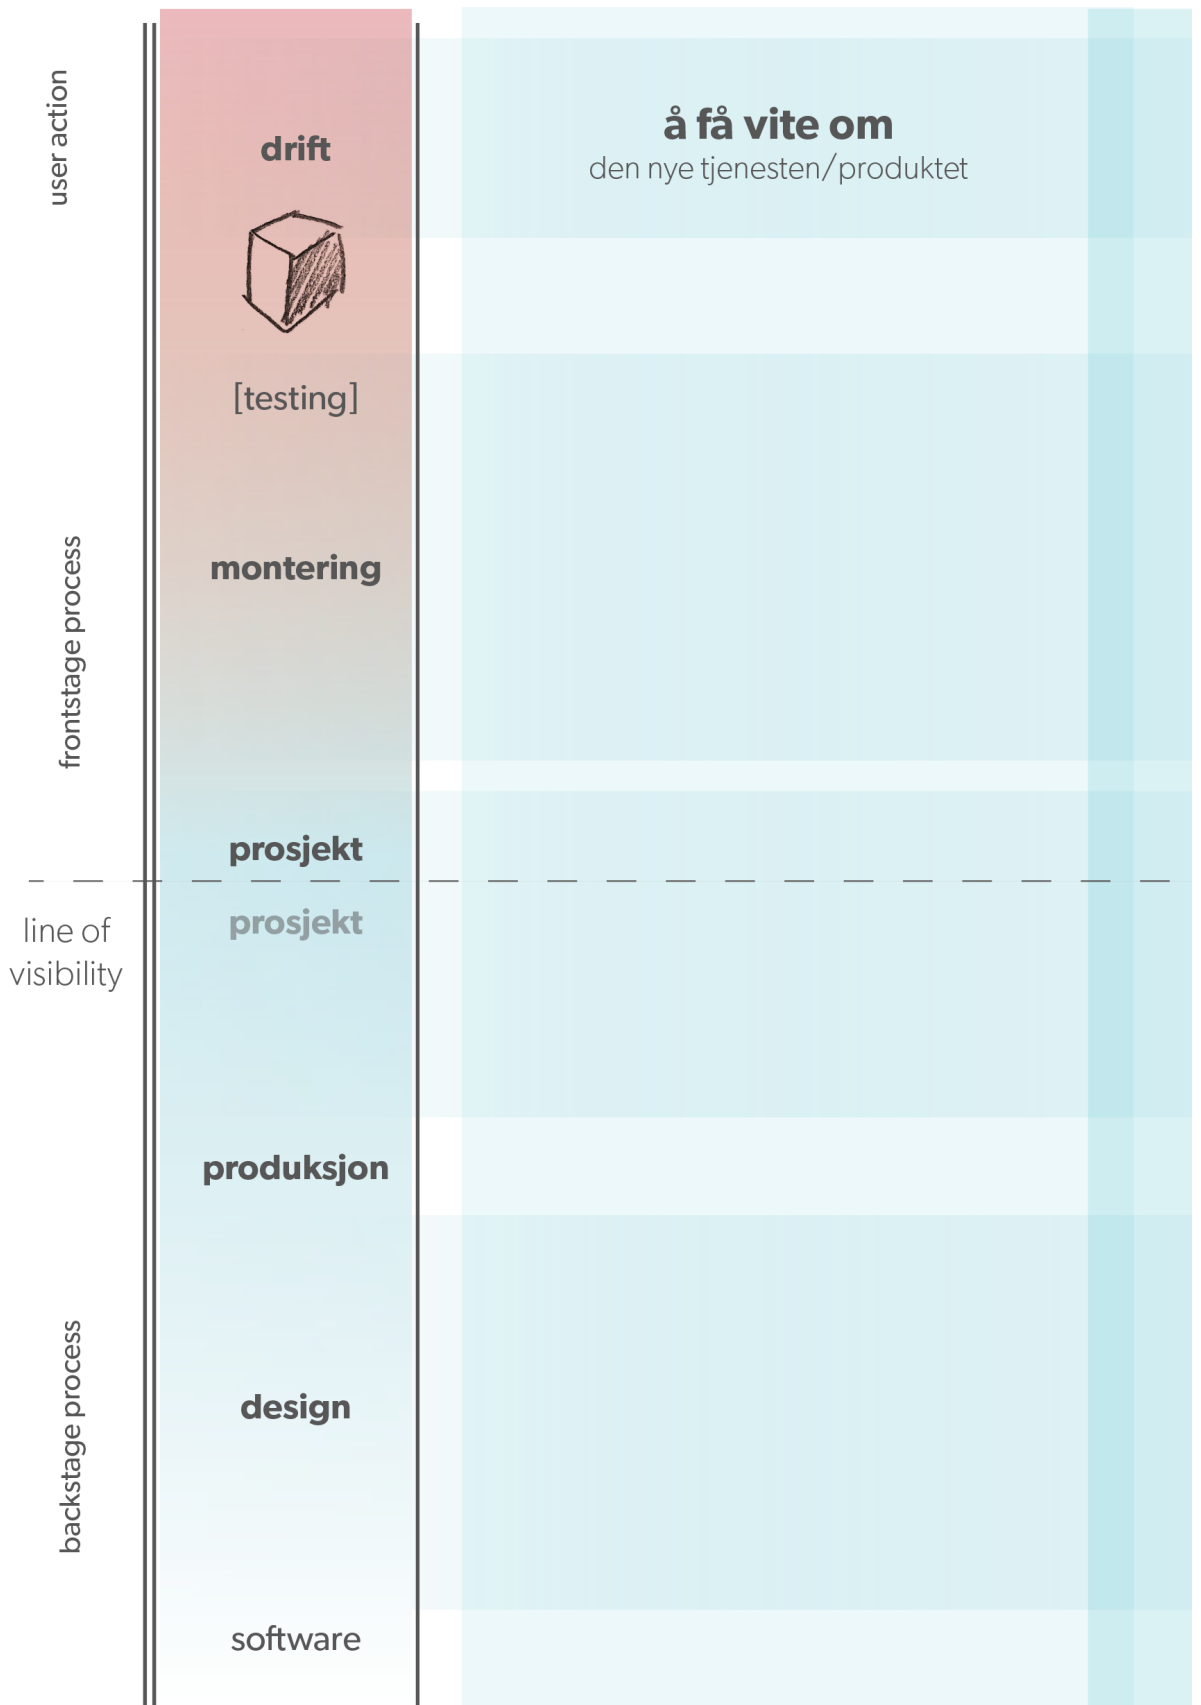 user action
drift
å få vite om
den nye tjenesten/produktet
[testing]
frontstage process
montering
prosjekt
line of
visibility
prosjekt
produksjon
backstage process
design
software